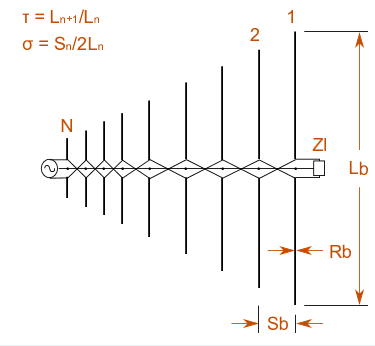 τ = Lₙ₊₁/Lₙ
σ = Sₙ/2Lₙ
1
2
N
Zl
Lb
Rb
Sb